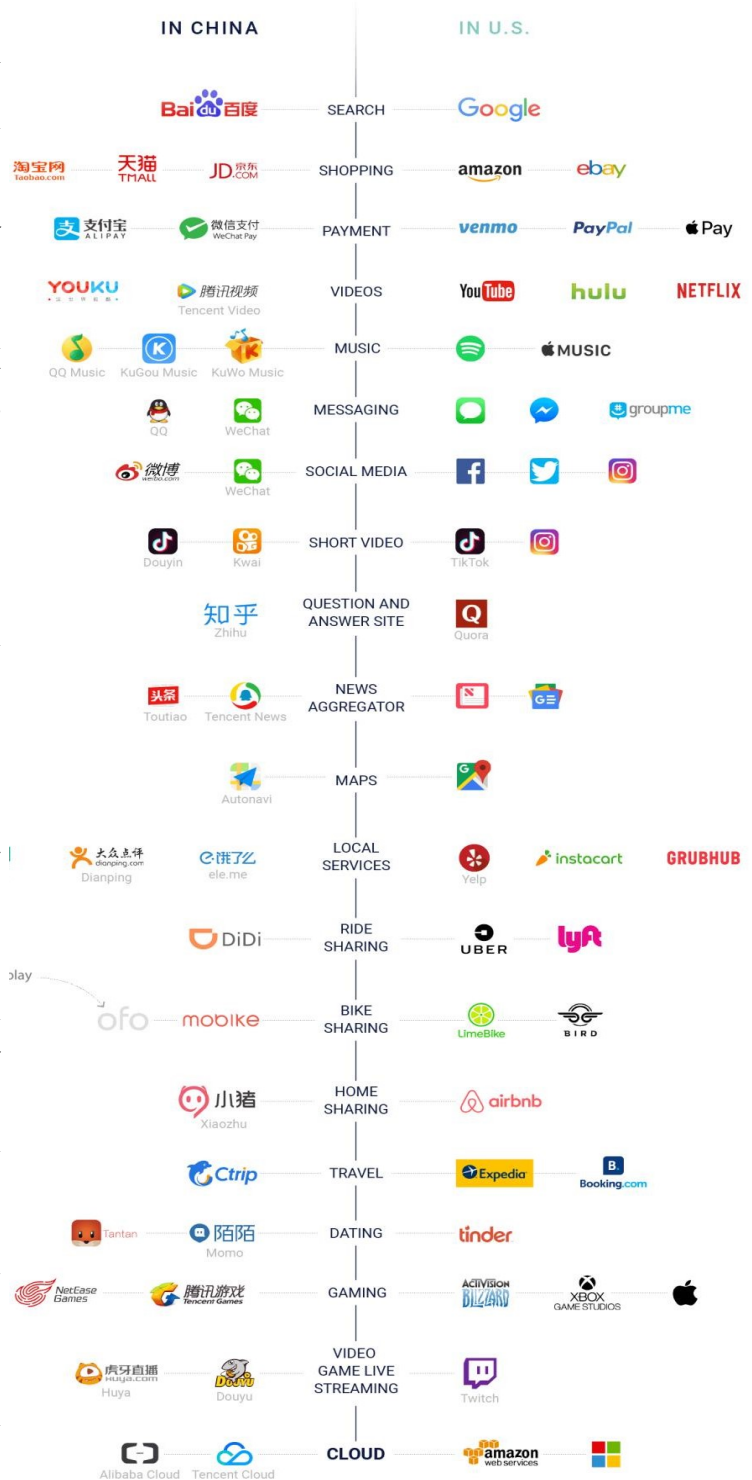 IN CHINA IN U.S.
Bai du 百度 SEARCH Google
淘宝网 天猫 JD 京东 SHOPPING amazon ebay
Taobao.com TMALL .COM
支 支付宝 微信支付 PAYMENT venmo PayPal Pay
ALIPAY WeChat Pay
YOUKU 腾讯视频 VIDEOS YouTube hulu NETFLIX
Tencent Video
K K MUSIC MUSIC
QQ Music KuGou Music KuWo Music
MESSAGING # groupme
QQ WeChat
微博 SOCIAL MEDIA f
weibo.com
WeChat
SHORT VIDEO
Douyin Kwai TikTok
知乎 QUESTION AND Q
Zhihu ANSWER SITE Quora
头条 NEWS N G
Toutiao Tencent News AGGREGATOR
MAPS G
Autonavi
大众点评 饿了么 LOCAL instacart GRUBHUB
dianping.com ele.me SERVICES Yelp
Dianping
DiDi RIDE UBER lyft
SHARING
play
ofo mobike BIKE LimeBike BIRD
SHARING
小猪 HOME airbnb
Xiaozhu SHARING
Ctrip TRAVEL Expedia B.
Booking.com
Tantan 陌陌 DATING tinder
Momo
NetEase 腾讯游戏 GAMING ACTIVISION XBOX
Games Tencent Games BLIZZARD GAME STUDIOS
虎牙直播 VIDEO
HUYA.COM DOUYU GAME LIVE
Huya Douyu STREAMING Twitch
CLOUD amazon
web services
Alibaba Cloud Tencent Cloud